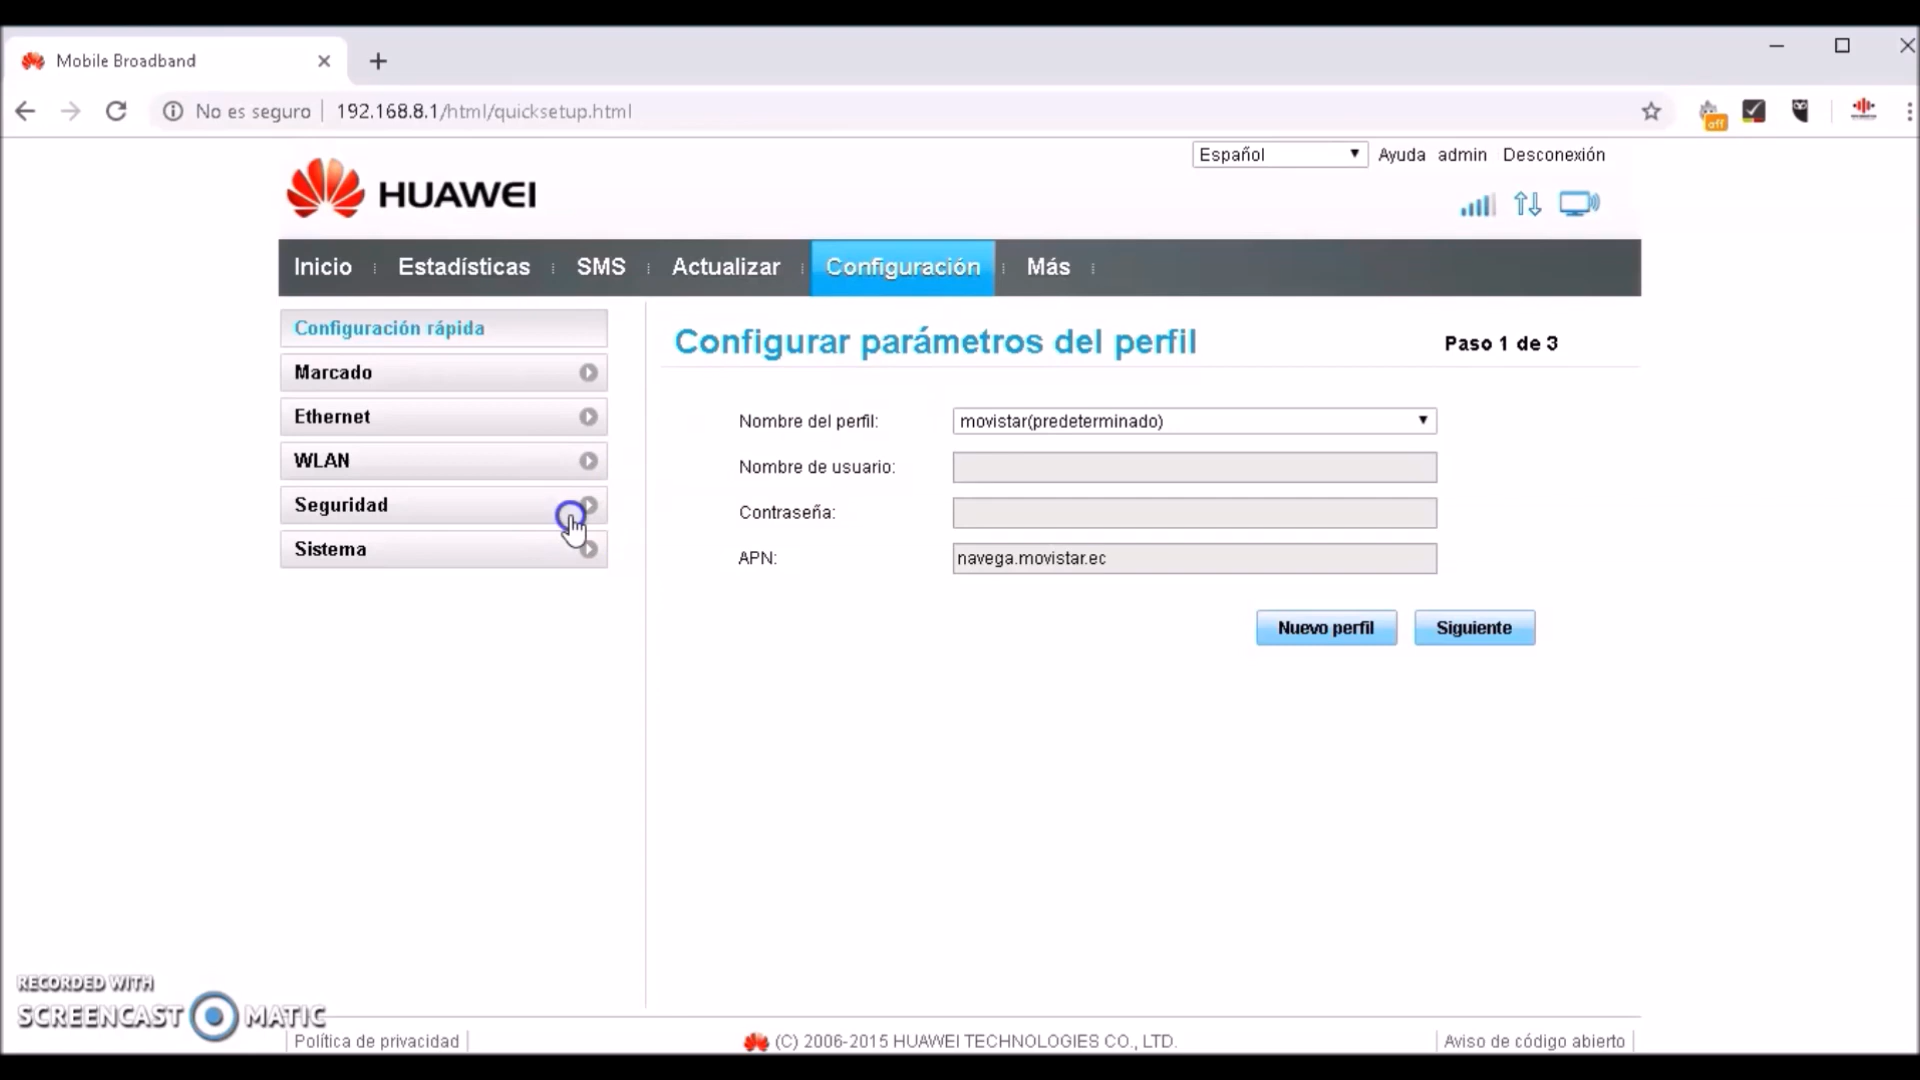 Mobile Broadband
No es seguro 192.168.8.1/html/quicksetup.html
off
Español Ayuda admin Desconexión
HUAWEI
Inicio Estadísticas SMS Actualizar Configuración Más
Configuración rápida
Marcado
Ethernet
WLAN
Seguridad
Sistema
Configurar parámetros del perfil Paso 1 de 3
Nombre del perfil: movistar(predeterminado)
Nombre de usuario:
Contraseña:
APN: navega.movistar.ec
Nuevo perfil Siguiente
RECORDED WITH
SCREENCAST MATIC
Política de privacidad (C) 2006-2015 HUAWEI TECHNOLOGIES CO., LTD. Aviso de código abierto